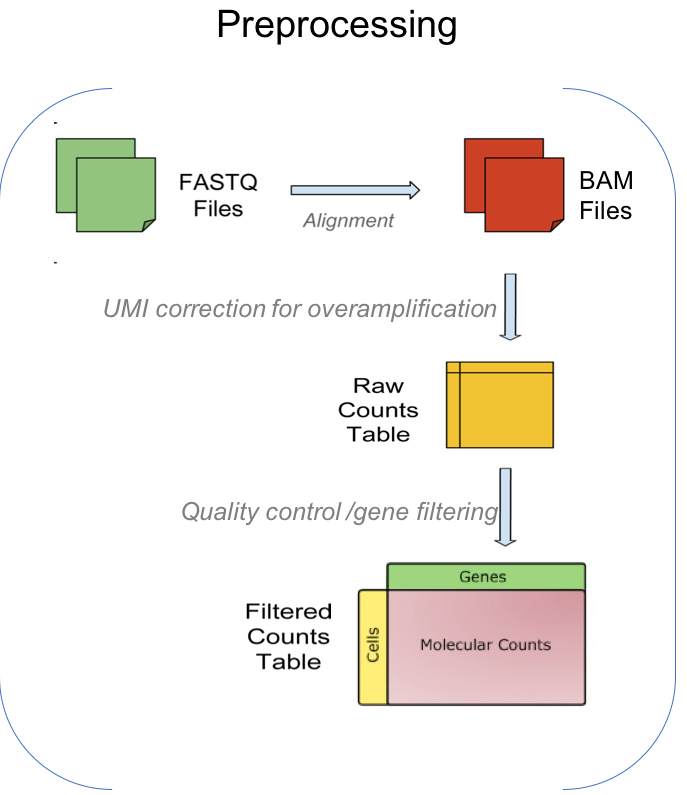 Preprocessing
FASTQ
Files
Alignment
BAM
Files
UMI correction for overamplification
Raw
Counts
Table
Quality control /gene filtering
Filtered
Counts
Table
Genes
Cells
Molecular Counts